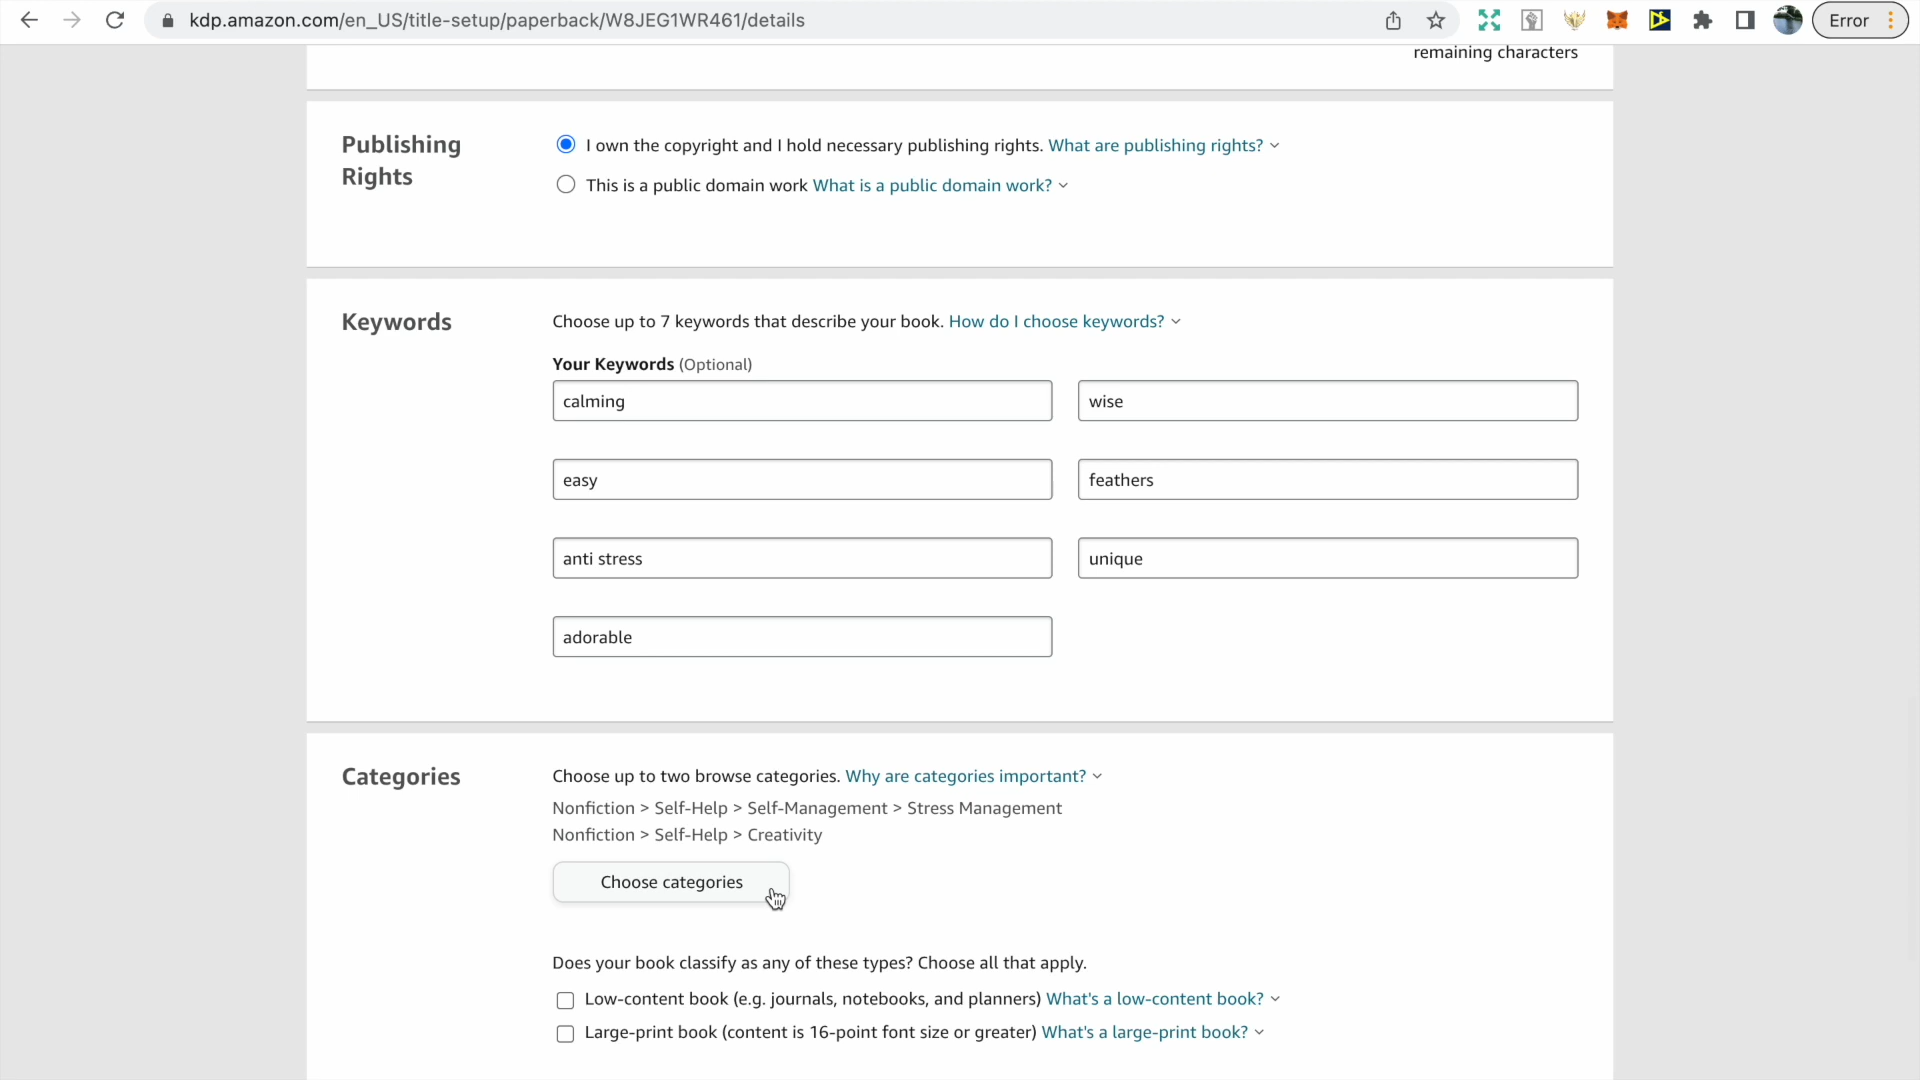 kdp.amazon.com/en_US/title-setup/paperback/W8JEG1WR461/details
Error
remaining characters
Publishing
Rights
I own the copyright and I hold necessary publishing rights. What are publishing rights?
This is a public domain work What is a public domain work?
Keywords
Choose up to 7 keywords that describe your book. How do I choose keywords?
Your Keywords (Optional)
calming
wise
easy
feathers
anti stress
unique
adorable
Categories
Choose up to two browse categories. Why are categories important?
Nonfiction > Self-Help > Self-Management > Stress Management
Nonfiction > Self-Help > Creativity
Choose categories
Does your book classify as any of these types? Choose all that apply.
Low-content book (e.g. journals, notebooks, and planners) What's a low-content book?
Large-print book (content is 16-point font size or greater) What's a large-print book?